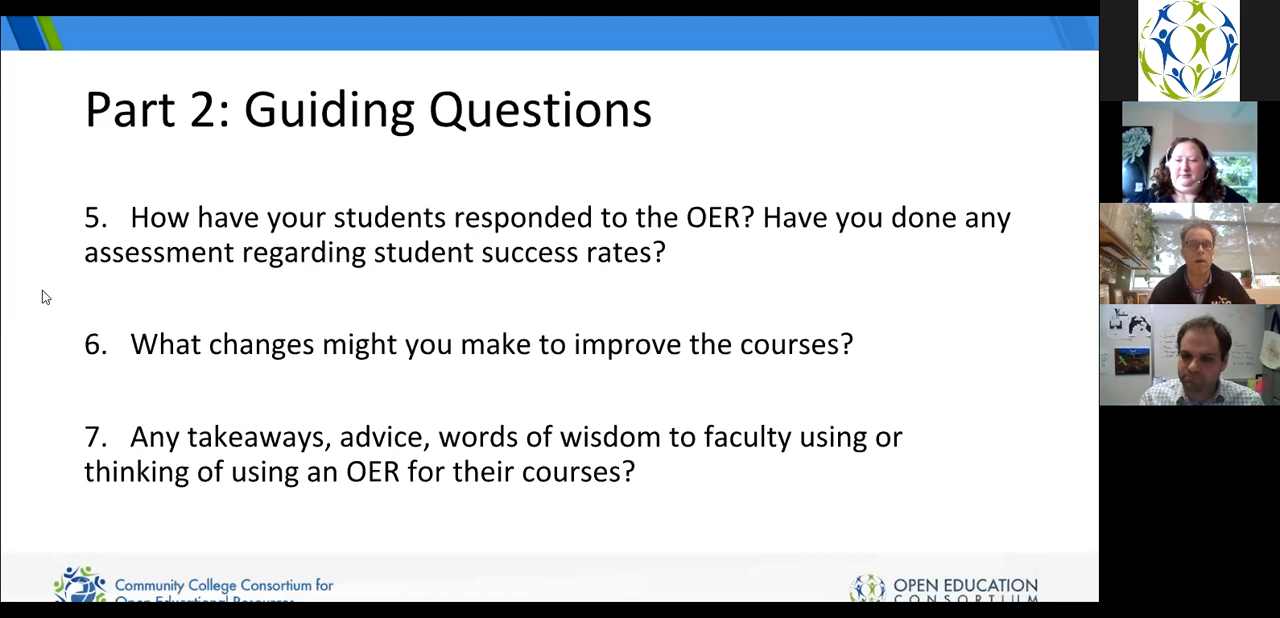 Part 2: Guiding Questions
5. How have your students responded to the OER? Have you done any
assessment regarding student success rates?
6. What changes might you make to improve the courses?
7. Any takeaways, advice, words of wisdom to faculty using or
thinking of using an OER for their courses?
Community College Consortium for
Open Educational Resources
OPEN EDUCATION
CONSORTIUM